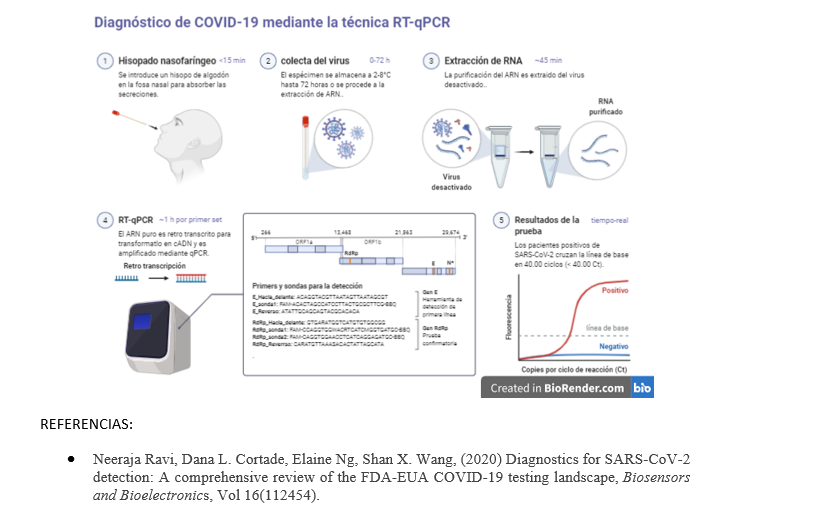 Diagnóstico de COVID-19 mediante la técnica RT-qPCR
1 Hisopado nasofaríngeo <15 min
Se introduce un hisopo de algodón
en la fosa nasal para absorber las
secreciones.
2 colecta del virus 0-72 h
El espécimen se almacena a 2-8°C
hasta 72 horas o se procede a la
extracción de ARN..
3 Extracción de RNA ~45 min
La purificación del ARN es extraído del virus
desactivado..
RNA
purificado
Virus
desactivado
4 RT-qPCR ~1 h por primer set
El ARN puro es retro transcrito para
transformatlo en cADN y es
amplificado mediante qPCR.
Retro transcripción
266 13,468 21,563 29,674
5' 3'
ORF1a ORF1b
RdRp
E N*
Primers y sondas para la detección
E_Hacia_delante: ACAGGTACGTTAATAGTTAATAGCGT
E_sonda1: FAM-ACACTAGCCATCCTTACTGCGCTTCG-BBQ
E_Reverso: ATATTGCAGCAGTACGCACACA
Gen E
Herramienta de
detección de
primera línea
RdRp_Hacia_delante:
RdRp_sonda1:
RdRp_sonda2:
RdRp_Reverso:
Gen RdRp
Prueba
confirmatoria
5 Resultados de la tiempo-real
prueba
Los pacientes positivos de
SARS-CoV-2 cruzan la línea de base
en 40.00 ciclos (< 40.00 Ct).
Fluorescencia
Positivo
línea de base
Negativo
Copies por ciclo de reacción (Ct)
Created in BioRender.com bio
REFERENCIAS:
• Neeraja Ravi, Dana L. Cortade, Elaine Ng, Shan X. Wang, (2020) Diagnostics for SARS-CoV-2
detection: A comprehensive review of the FDA-EUA COVID-19 testing landscape, Biosensors
and Bioelectronics, Vol 16(112454).